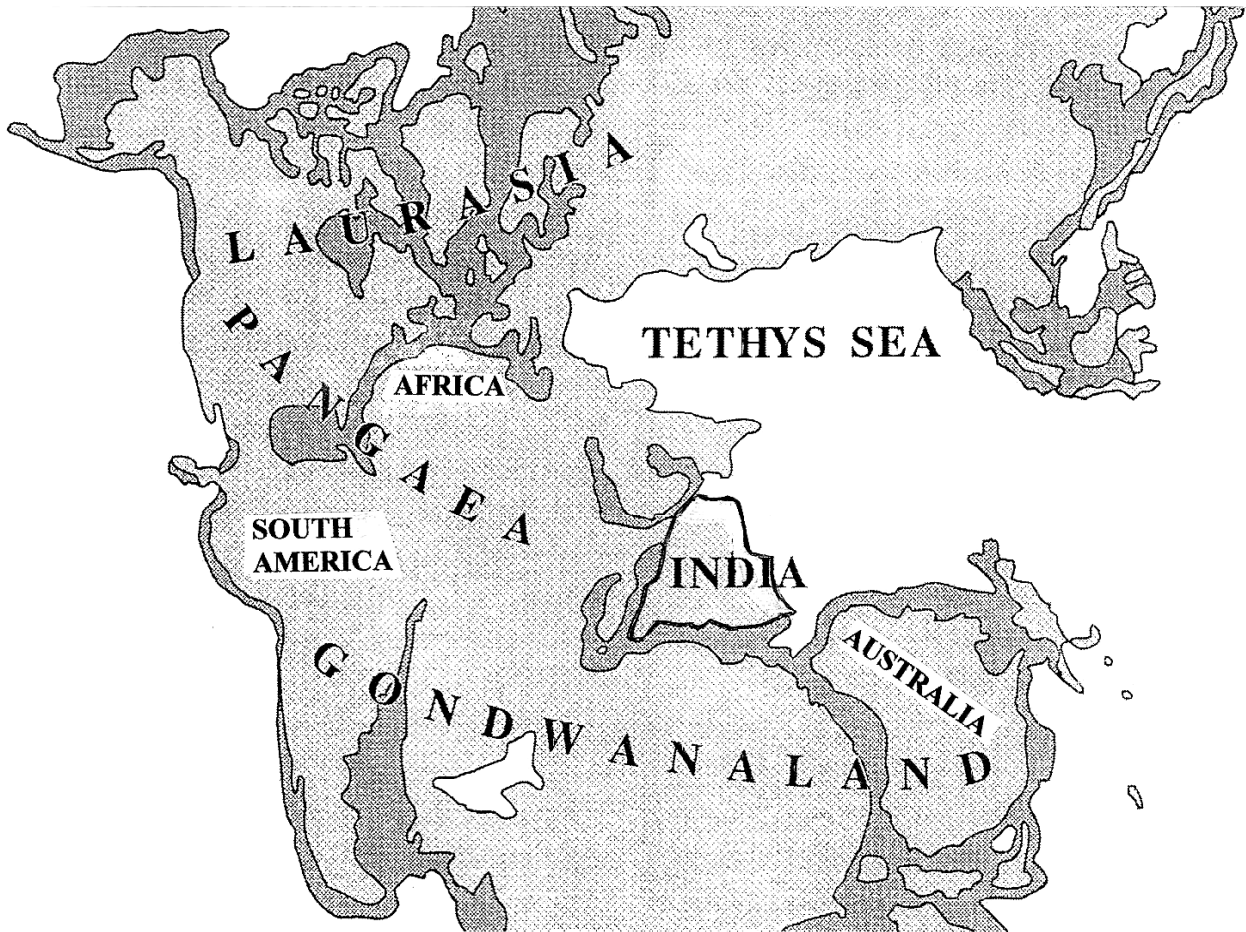 LAURASIA
PANGAEA
TETHYS SEA
AFRICA
SOUTH
AMERICA
INDIA
AUSTRALIA
GONDWANALAND